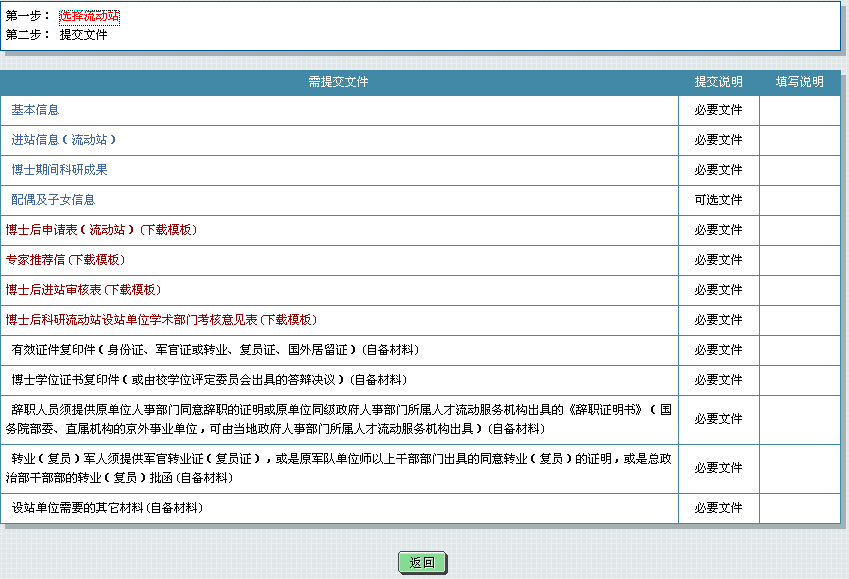 第一步： 选择流动站
第二步： 提交文件
需提交文件 提交说明 填写说明
基本信息 必要文件
进站信息（流动站） 必要文件
博士期间科研成果 必要文件
配偶及子女信息 可选文件
博士后申请表（流动站）(下载模板) 必要文件
专家推荐信(下载模板) 必要文件
博士后进站审核表(下载模板) 必要文件
博士后科研流动站设站单位学术部门考核意见表(下载模板) 必要文件
有效证件复印件（身份证、军官证或转业、复员证、国外居留证）(自备材料) 必要文件
博士学位证书复印件（或由校学位评定委员会出具的答辩决议）(自备材料) 必要文件
辞职人员须提供原单位人事部门同意辞职的证明或原单位同级政府人事部门所属人才流动服务机构出具的《辞职证明书》（国
务院部委、直属机构的京外事业单位，可由当地政府人事部门所属人才流动服务机构出具）(自备材料) 必要文件
转业（复员）军人须提供军官转业证（复员证），或是原军队单位师以上干部部门出具的同意转业（复员）的证明，或是总政
治部干部部的转业（复员）批函(自备材料) 必要文件
设站单位需要的其它材料(自备材料) 必要文件
返回